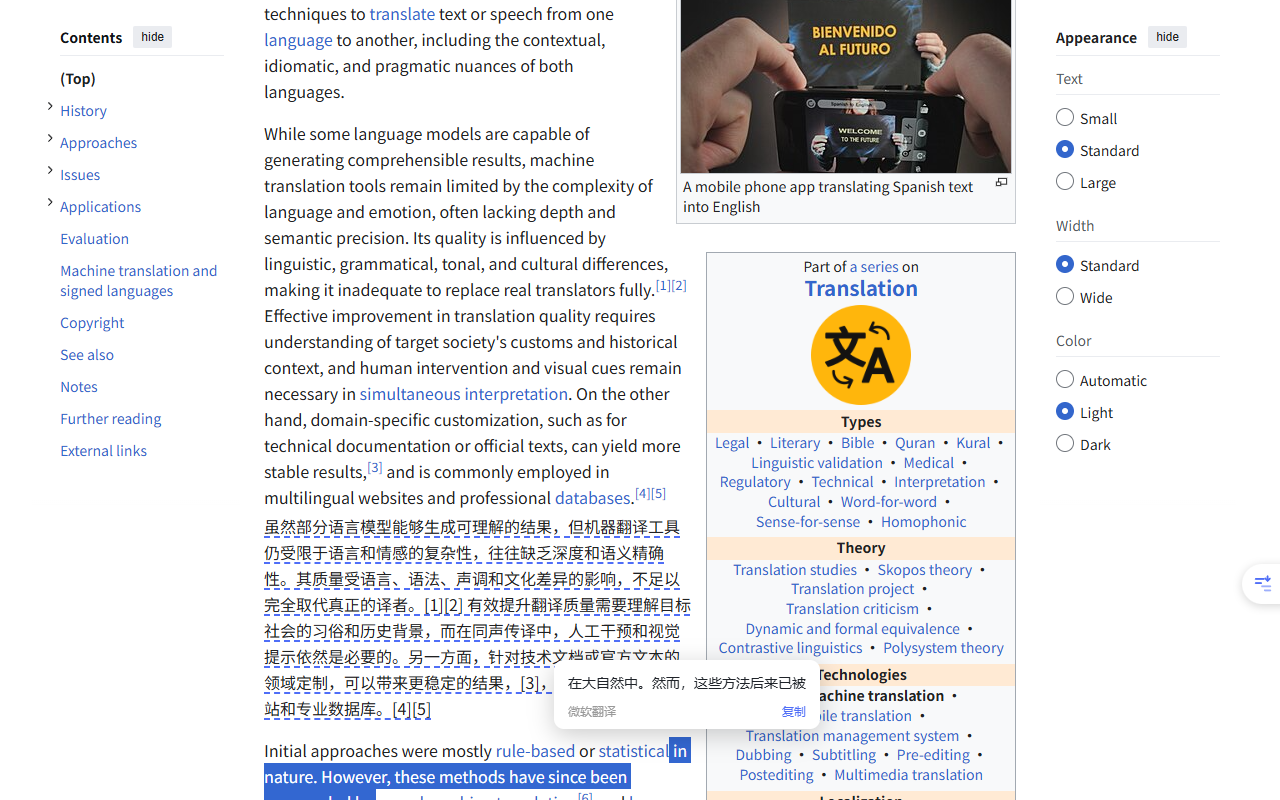 Contents hide
(Top)
History
Approaches
Issues
Applications
Evaluation
Machine translation and
signed languages
Copyright
See also
Notes
Further reading
External links
techniques to translate text or speech from one
language to another, including the contextual,
idiomatic, and pragmatic nuances of both
languages.
While some language models are capable of
generating comprehensible results, machine
translation tools remain limited by the complexity of
language and emotion, often lacking depth and
semantic precision. Its quality is influenced by
linguistic, grammatical, tonal, and cultural differences,
making it inadequate to replace real translators fully.[1][2]
Effective improvement in translation quality requires
understanding of target society's customs and historical
context, and human intervention and visual cues remain
necessary in simultaneous interpretation. On the other
hand, domain-specific customization, such as for
technical documentation or official texts, can yield more
stable results,[3] and is commonly employed in
multilingual websites and professional databases.[4][5]
虽然部分语言模型能够生成可理解的结果，但机器翻译工具
仍受限于语言和情感的复杂性，往往缺乏深度和语义精确
性。其质量受语言、语法、声调和文化差异的影响，不足以
完全取代真正的译者。[1][2] 有效提升翻译质量需要理解目标
社会的习俗和历史背景，而在同声传译中，人工干预和视觉
提示依然是必要的。另一方面，针对技术文档或官方文本的
领域定制，可以带来更稳定的结果，[3]，
站和专业数据库。[4][5]
Initial approaches were mostly rule-based or statistical in
nature. However, these methods have since been
在大自然中。然而，这些方法后来已被
微软翻译 复制
BIENVENIDO
AL FUTURO
Spanish to English
WELCOME
TO THE FUTURE
A mobile phone app translating Spanish text
into English
Part of a series on
Translation
文 A
Types
Legal • Literary • Bible • Quran • Kural •
Linguistic validation • Medical •
Regulatory • Technical • Interpretation •
Cultural • Word-for-word •
Sense-for-sense • Homophonic
Theory
Translation studies • Skopos theory •
Translation project •
Translation criticism •
Dynamic and formal equivalence •
Contrastive linguistics • Polysystem theory
Technologies
achine translation •
ile translation •
Translation management system •
Dubbing • Subtitling • Pre-editing •
Postediting • Multimedia translation
Appearance hide
Text
Small
Standard
Large
Width
Standard
Wide
Color
Automatic
Light
Dark